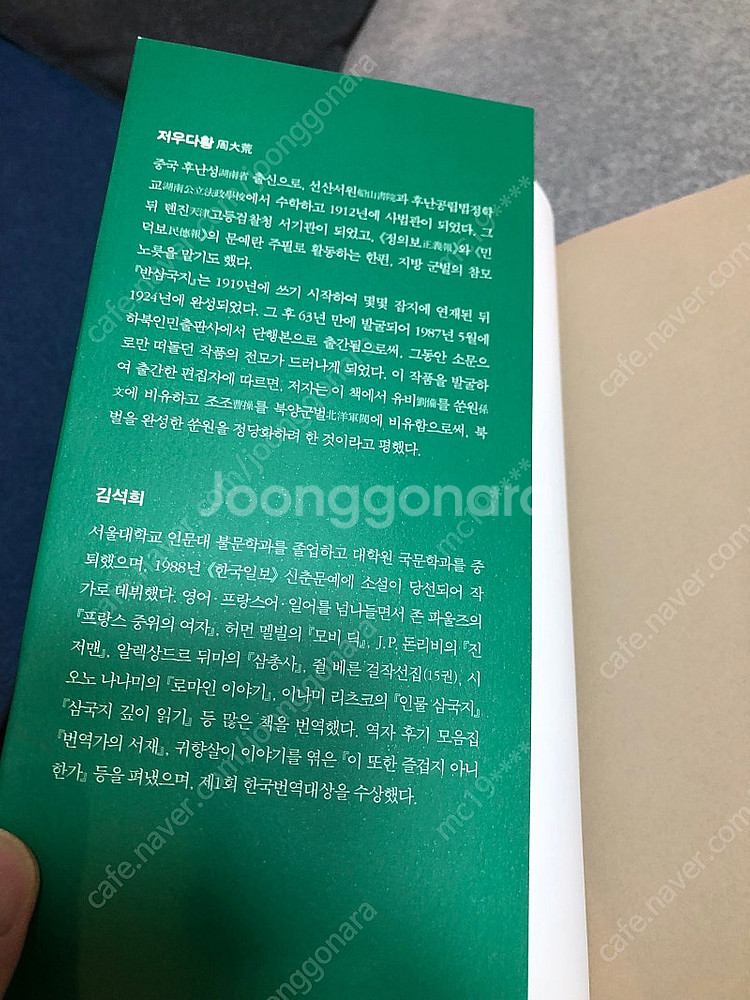 저우다황 周大荒
중국 후난성湖南省 출신으로, 선산서원船山書院과 후난공립법정학
교湖南公立法政學校에서 수학하고 1912년에 사법관이 되었다. 그
뒤 톈진天津고등검찰청 서기관이 되었고, 《정의보正義報》와 《민
덕보民德報》의 문예란 주필로 활동하는 한편, 지방 군벌의 참모
노릇을 맡기도 했다.
『반삼국지』는 1919년에 쓰기 시작하여 몇몇 잡지에 연재된 뒤
1924년에 완성되었다. 그 후 63년 만에 발굴되어 1987년 5월에
하북인민출판사에서 단행본으로 출간됨으로써, 그동안 소문으
로만 떠돌던 작품의 전모가 드러나게 되었다. 이 작품을 발굴하
여 출간한 편집자에 따르면, 저자는 이 책에서 유비劉備를 쑨원孫
文에 비유하고 조조曹操를 북양군벌北洋軍閥에 비유함으로써, 북
벌을 완성한 쑨원을 정당화하려 한 것이라고 평했다.
김석희
서울대학교 인문대 불문학과를 졸업하고 대학원 국문학과를 중
퇴했으며, 1988년 《한국일보》 신춘문예에 소설이 당선되어 작
가로 데뷔했다. 영어·프랑스어·일어를 넘나들면서 존 파울즈의
『프랑스 중위의 여자』, 허먼 멜빌의 『모비 딕』, J.P. 돈리비의 『진
저맨』, 알렉상드르 뒤마의 『삼총사』, 쥘 베른 걸작선집(15권), 시
오노 나나미의 『로마인 이야기』, 이나미 리츠코의 『인물 삼국지』
『삼국지 깊이 읽기』 등 많은 책을 번역했다. 역자 후기 모음집
『번역가의 서재』, 귀향살이 이야기를 엮은 『이 또한 즐겁지 아니
한가』 등을 펴냈으며, 제1회 한국번역대상을 수상했다.
Joonggonara
cafe.naver.com/joonggonara
mc19****